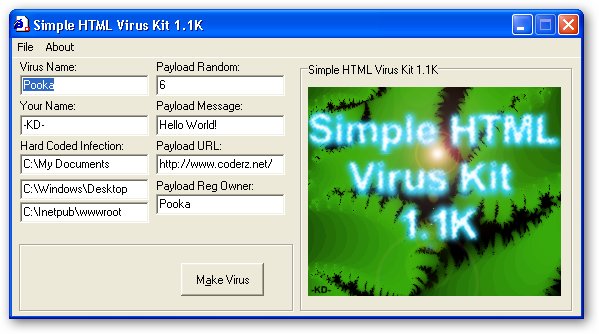 Simple HTML Virus Kit 1.1K
File About
Virus Name:
Pooka
Your Name:
-KD-
Hard Coded Infection:
C:\My Documents
C:\Windows\Desktop
C:\Inetpub\wwwroot
Payload Random:
6
Payload Message:
Hello World!
Payload URL:
http://www.coderz.net/
Payload Reg Owner:
Pooka
Make Virus
Simple HTML Virus Kit 1.1K
Simple HTML
Virus Kit
1.1K
-KD-